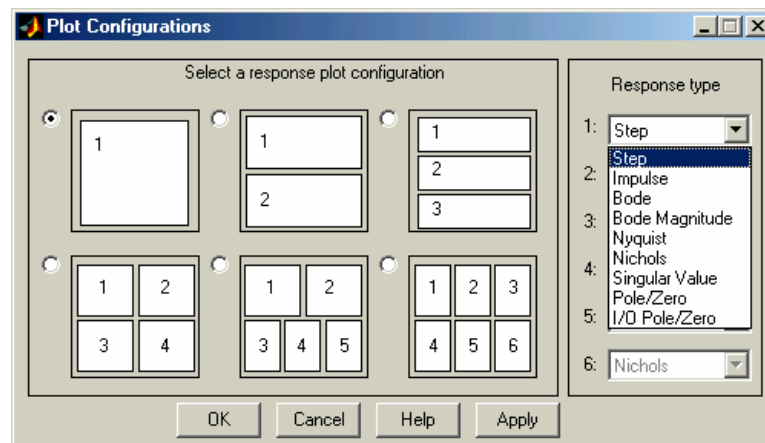 Plot Configurations
Select a response plot configuration
1
1
2
1
2
3
1 2
3 4
1 2
3 4 5
1 2 3
4 5 6
Response type
1: Step
Step
Impulse
2:
Bode
Bode Magnitude
3:
Nyquist
Nichols
4:
Singular Value
Pole/Zero
5: I/O Pole/Zero
6: Nichols
OK Cancel Help Apply